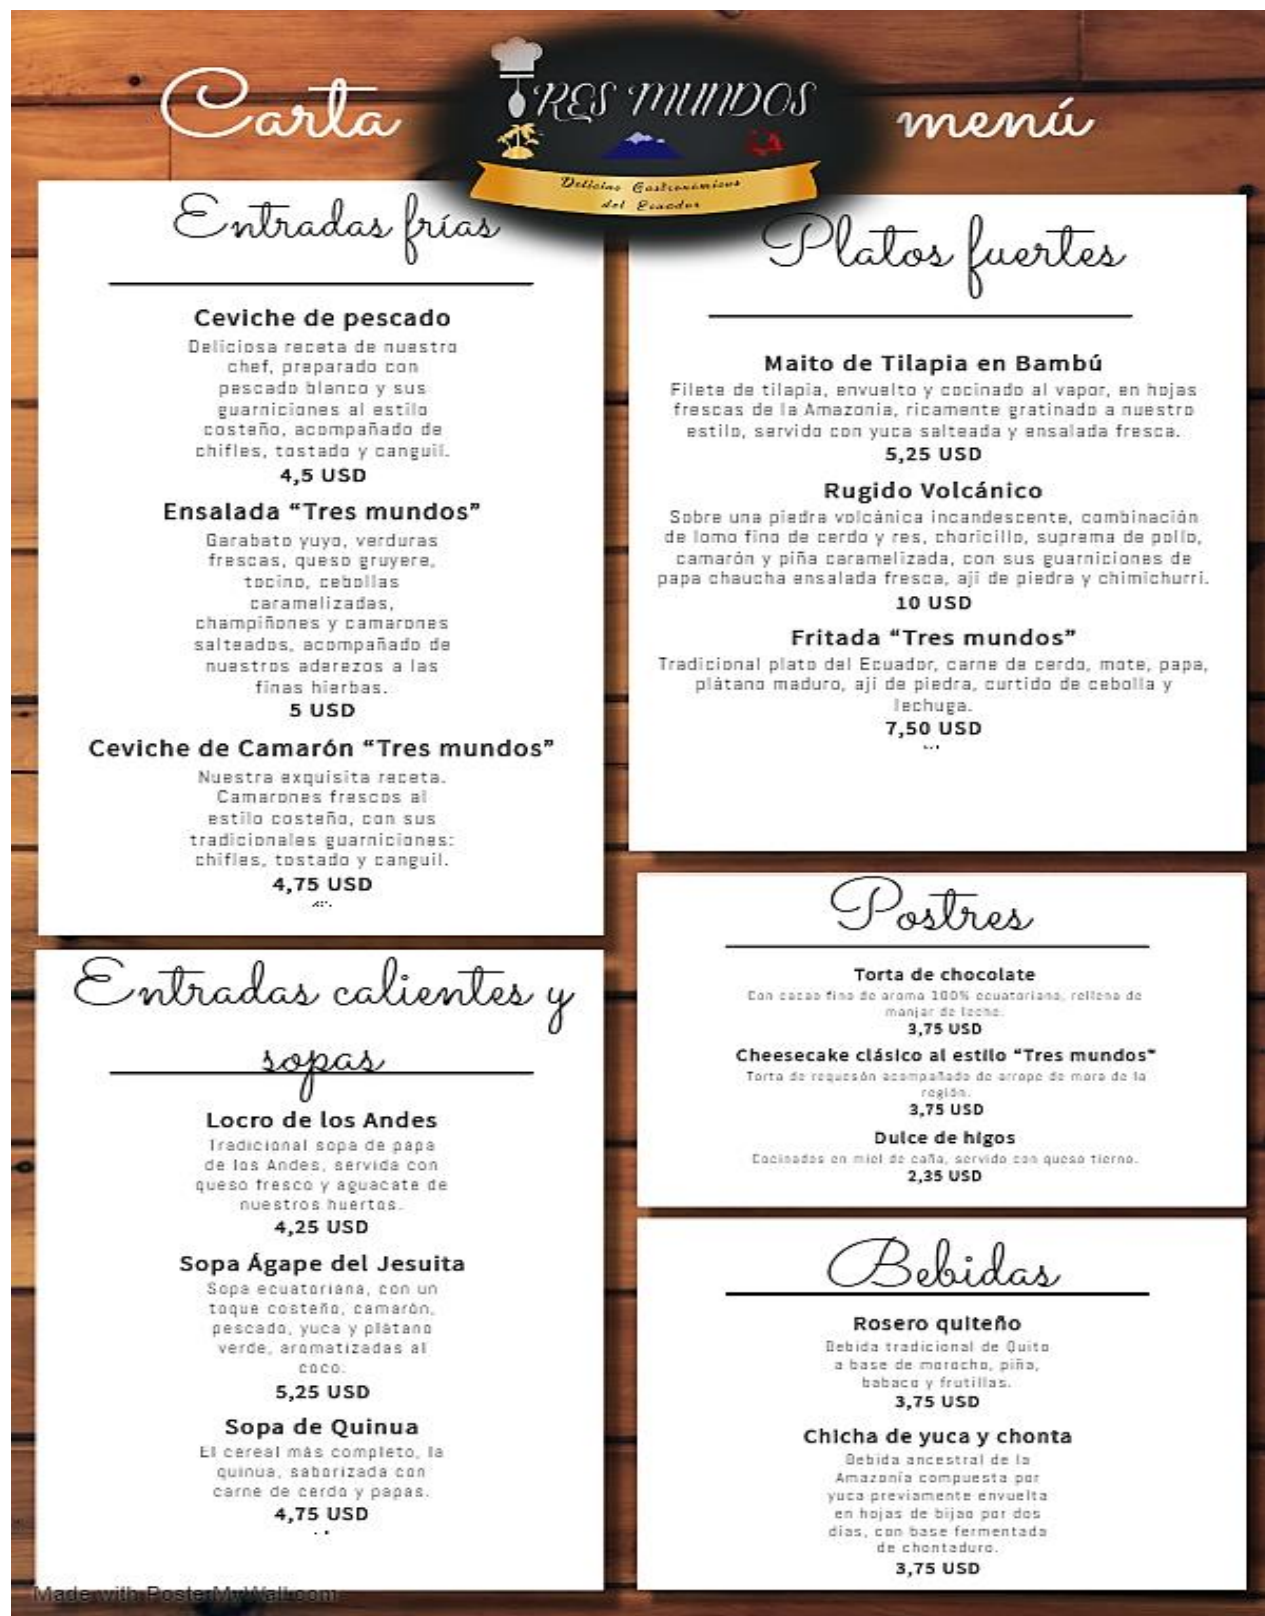 Carta
TRES MUNDOS
menú
Delicias Gastronómicas
del Ecuador
Entradas frías
Ceviche de pescado
Deliciosa receta de nuestro
chef, preparado con
pescado blanco y sus
guarniciones al estilo
costeño, acompañado de
chifles, tostado y canguil.
4,5 USD
Ensalada “Tres mundos”
Garabato yuyo, verduras
frescas, queso gruyere,
tocino, cebollas
caramelizadas,
champiñones y camarones
salteados, acompañado de
nuestros aderezos a las
finas hierbas.
5 USD
Ceviche de Camarón “Tres mundos”
Nuestra exquisita receta.
Camarones frescos al
estilo costeño, con sus
tradicionales guarniciones:
chifles, tostado y canguil.
4,75 USD
Entradas calientes y
sopas
Locro de los Andes
Tradicional sopa de papa
de los Andes, servida con
queso fresco y aguacate de
nuestros huertos.
4,25 USD
Sopa Ágape del Jesuita
Sopa ecuatoriana, con un
toque costeño, camarón,
pescado, yuca y plátano
verde, aromatizadas al
coco.
5,25 USD
Sopa de Quinua
El cereal más completo, la
quinua, saborizada con
carne de cerdo y papas.
4,75 USD
Platos fuertes
Maito de Tilapia en Bambú
Filete de tilapia, envuelto y cocinado al vapor, en hojas
frescas de la Amazonia, ricamente gratinado a nuestro
estilo, servido con yuca salteada y ensalada fresca.
5,25 USD
Rugido Volcánico
Sobre una piedra volcánica incandescente, combinación
de lomo fino de cerdo y res, choricillo, suprema de pollo,
camarón y piña caramelizada, con sus guarniciones de
papa chaucha ensalada fresca, ají de piedra y chimichurri.
10 USD
Fritada “Tres mundos”
Tradicional plato del Ecuador, carne de cerdo, mote, papa,
plátano maduro, ají de piedra, curtido de cebolla y
lechuga.
7,50 USD
Postres
Torta de chocolate
Con cacao fino de aroma 100% ecuatoriano, rellena de
manjar de leche.
3,75 USD
Cheesecake clásico al estilo “Tres mundos”
Torta de requesón acompañado de arrope de mora de la
región.
3,75 USD
Dulce de higos
Cocinados en miel de caña, servido con queso tierno.
2,35 USD
Bebidas
Rosero quiteño
Bebida tradicional de Quito
a base de morocho, piña,
babaco y frutillas.
3,75 USD
Chicha de yuca y chonta
Bebida ancestral de la
Amazonía compuesta por
yuca previamente envuelta
en hojas de bijao por dos
días, con base fermentada
de chontaduro.
3,75 USD
Made with PosterMyWall.com